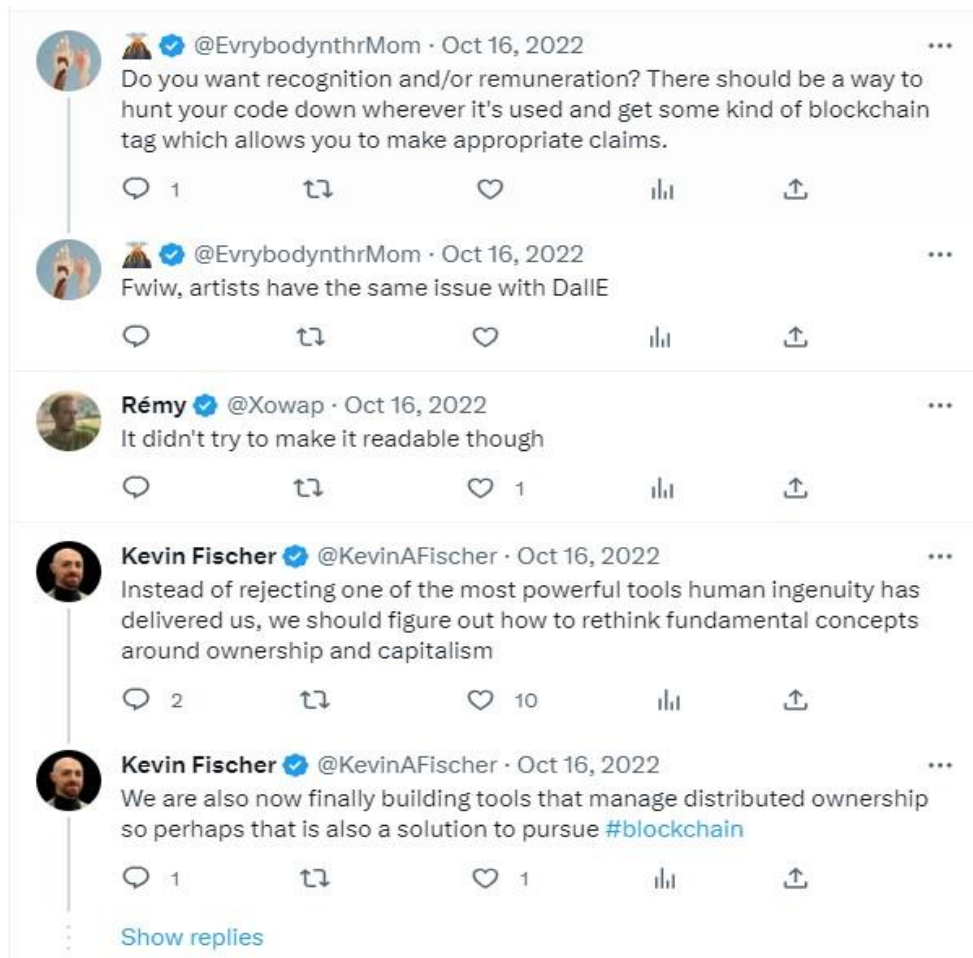 @EvrybodynthrMom · Oct 16, 2022
Do you want recognition and/or remuneration? There should be a way to
hunt your code down wherever it's used and get some kind of blockchain
tag which allows you to make appropriate claims.
1
@EvrybodynthrMom · Oct 16, 2022
Fwiw, artists have the same issue with DallE
Rémy @Xowap · Oct 16, 2022
It didn't try to make it readable though
1
Kevin Fischer @KevinAFischer · Oct 16, 2022
Instead of rejecting one of the most powerful tools human ingenuity has
delivered us, we should figure out how to rethink fundamental concepts
around ownership and capitalism
2 10
Kevin Fischer @KevinAFischer · Oct 16, 2022
We are also now finally building tools that manage distributed ownership
so perhaps that is also a solution to pursue #blockchain
1 1
Show replies